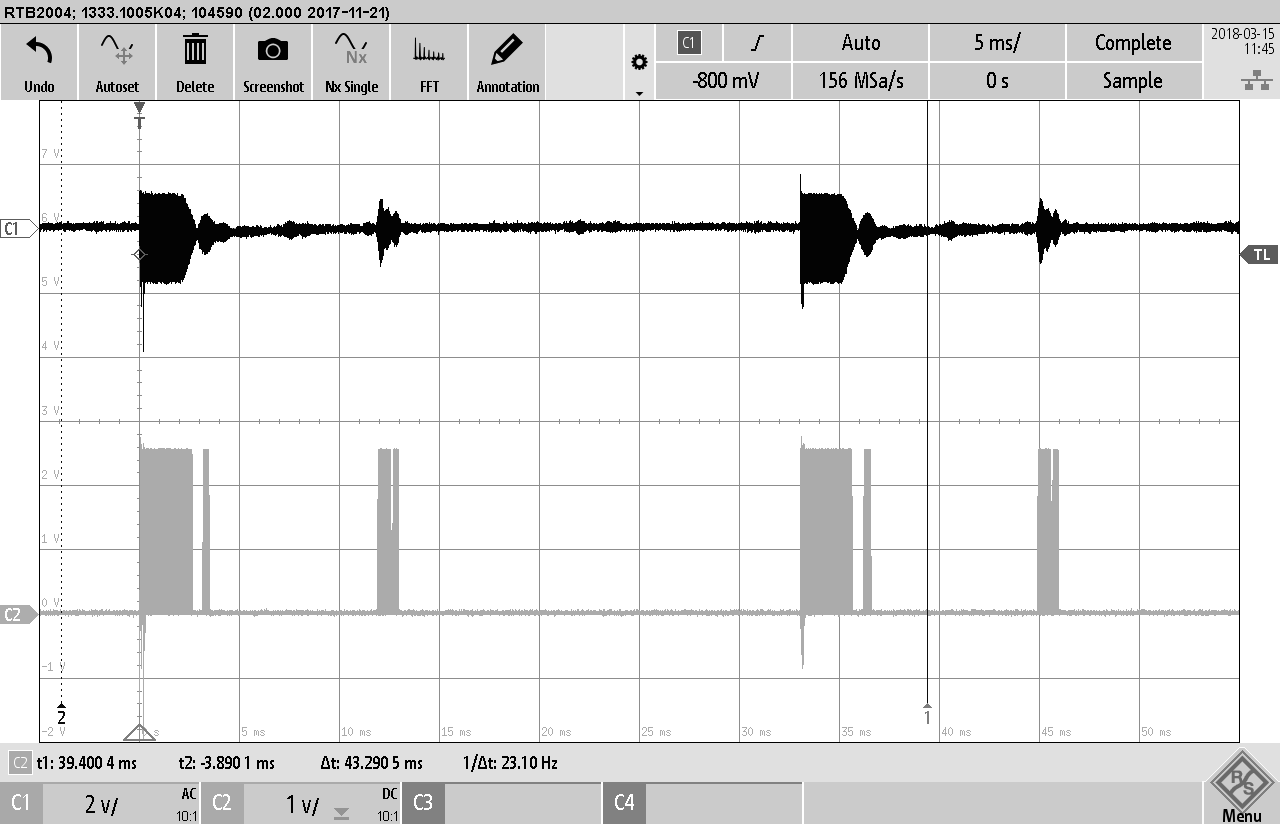 RTB2004; 1333.1005K04; 104590 (02.000 2017-11-21)
Undo Autoset Delete Screenshot Nx Nx Single FFT Annotation
C1 Auto 5 ms/ Complete 2018-03-15
11:45
-800 mV 156 MSa/s 0 s Sample
T
7 V
C1 6 V
TL
5 V
4 V
3 V
2 V
1 V
C2 0 V
-1 V
2 1
-2 V s 5 ms 10 ms 15 ms 20 ms 25 ms 30 ms 35 ms 40 ms 45 ms 50 ms
C2 t1: 39.400 4 ms t2: -3.890 1 ms Δt: 43.290 5 ms 1/Δt: 23.10 Hz
C1 2 V/ AC 10:1 C2 1 V/ DC 10:1 C3 C4
R S
Menu